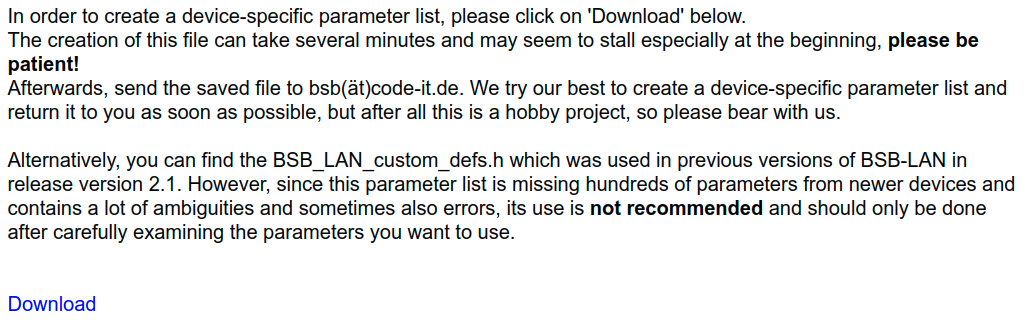 In order to create a device-specific parameter list, please click on 'Download' below.
The creation of this file can take several minutes and may seem to stall especially at the beginning, please be
patient!
Afterwards, send the saved file to bsb(ät)code-it.de. We try our best to create a device-specific parameter list and
return it to you as soon as possible, but after all this is a hobby project, so please bear with us.
Alternatively, you can find the BSB_LAN_custom_defs.h which was used in previous versions of BSB-LAN in
release version 2.1. However, since this parameter list is missing hundreds of parameters from newer devices and
contains a lot of ambiguities and sometimes also errors, its use is not recommended and should only be done
after carefully examining the parameters you want to use.
Download